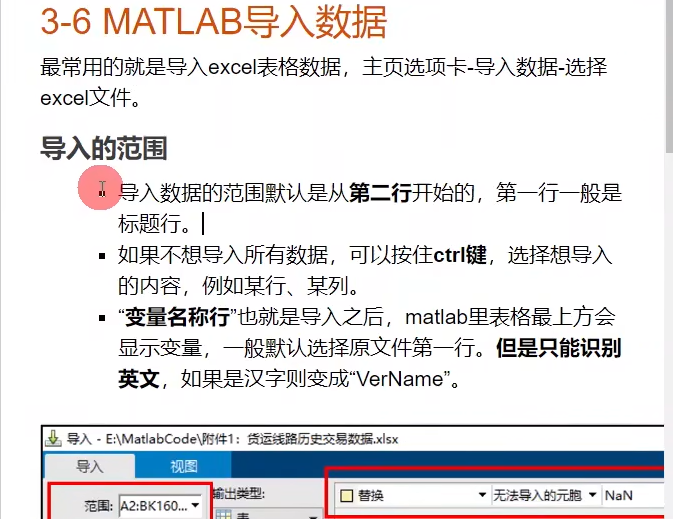 3-6 MATLAB导入数据
最常用的就是导入excel表格数据，主页选项卡-导入数据-选择
excel文件。
导入的范围
导入数据的范围默认是从第二行开始的，第一行一般是
标题行。
如果不想导入所有数据，可以按住ctrl键，选择想导入
的内容，例如某行、某列。
“变量名称行”也就是导入之后，matlab里表格最上方会
显示变量，一般默认选择原文件第一行。但是只能识别
英文，如果是汉字则变成“VerName”。
导入 - E:\MatlabCode\附件1：货运线路历史交易数据.xlsx
导入 视图
范围: A2:BK160... 输出类型: 替换 无法导入的元胞 NaN
表